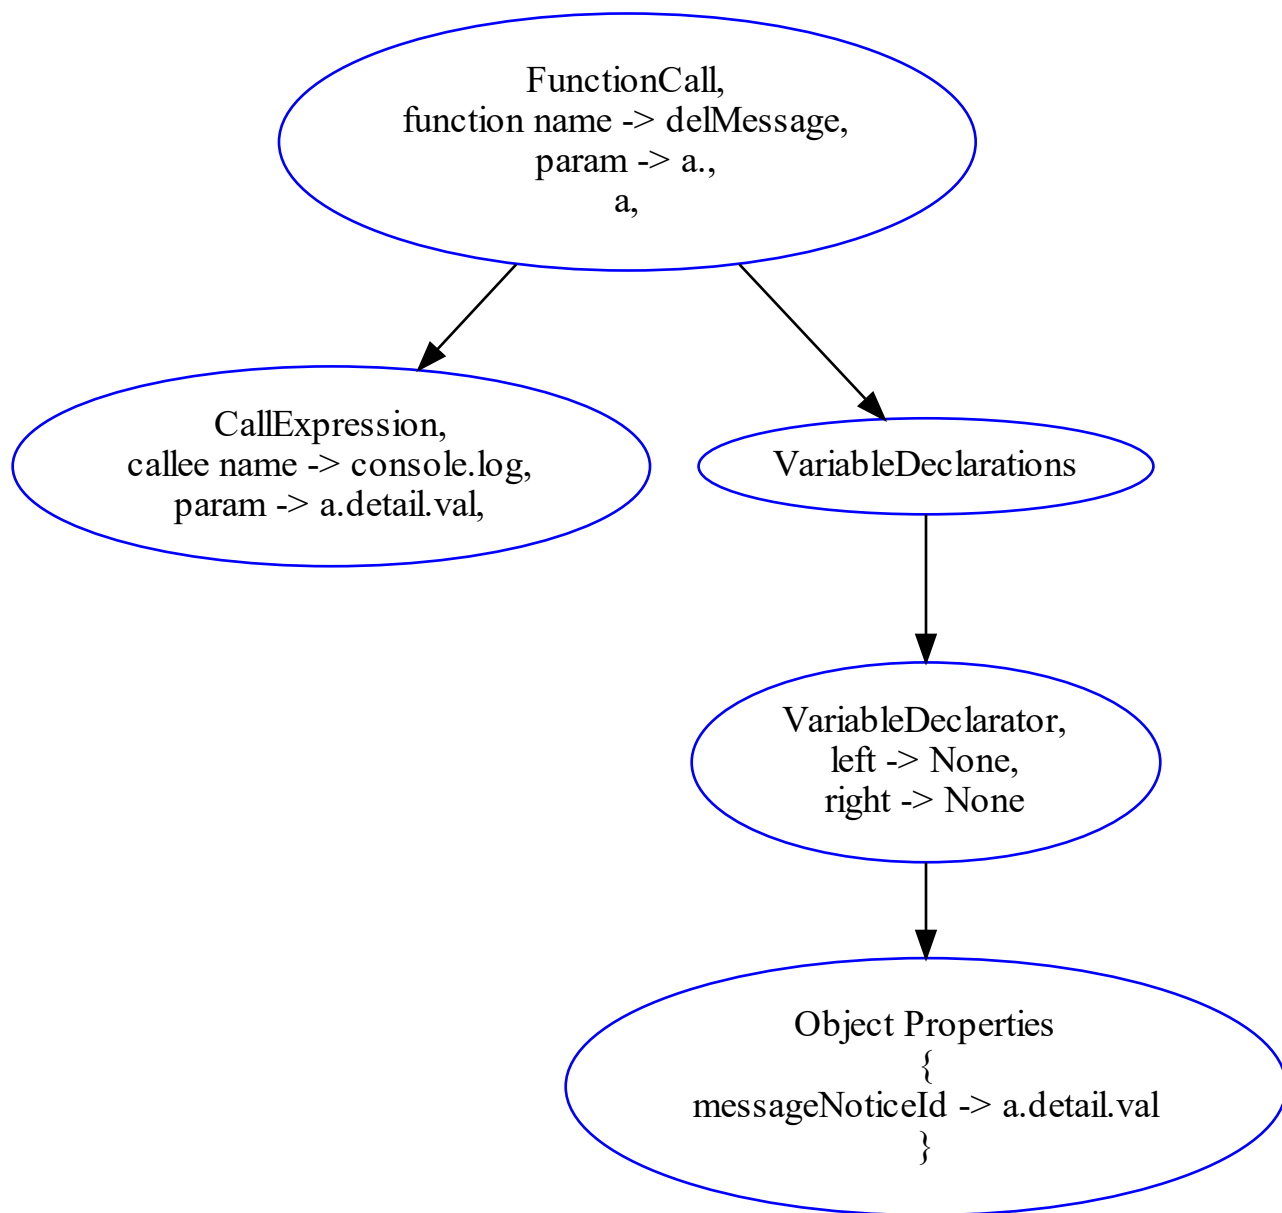 FunctionCall,
function name -> delMessage,
param -> a.,
a,
CallExpression,
callee name -> console.log,
param -> a.detail.val,
VariableDeclarations
VariableDeclarator,
left -> None,
right -> None
Object Properties
{
messageNoticeId -> a.detail.val
}